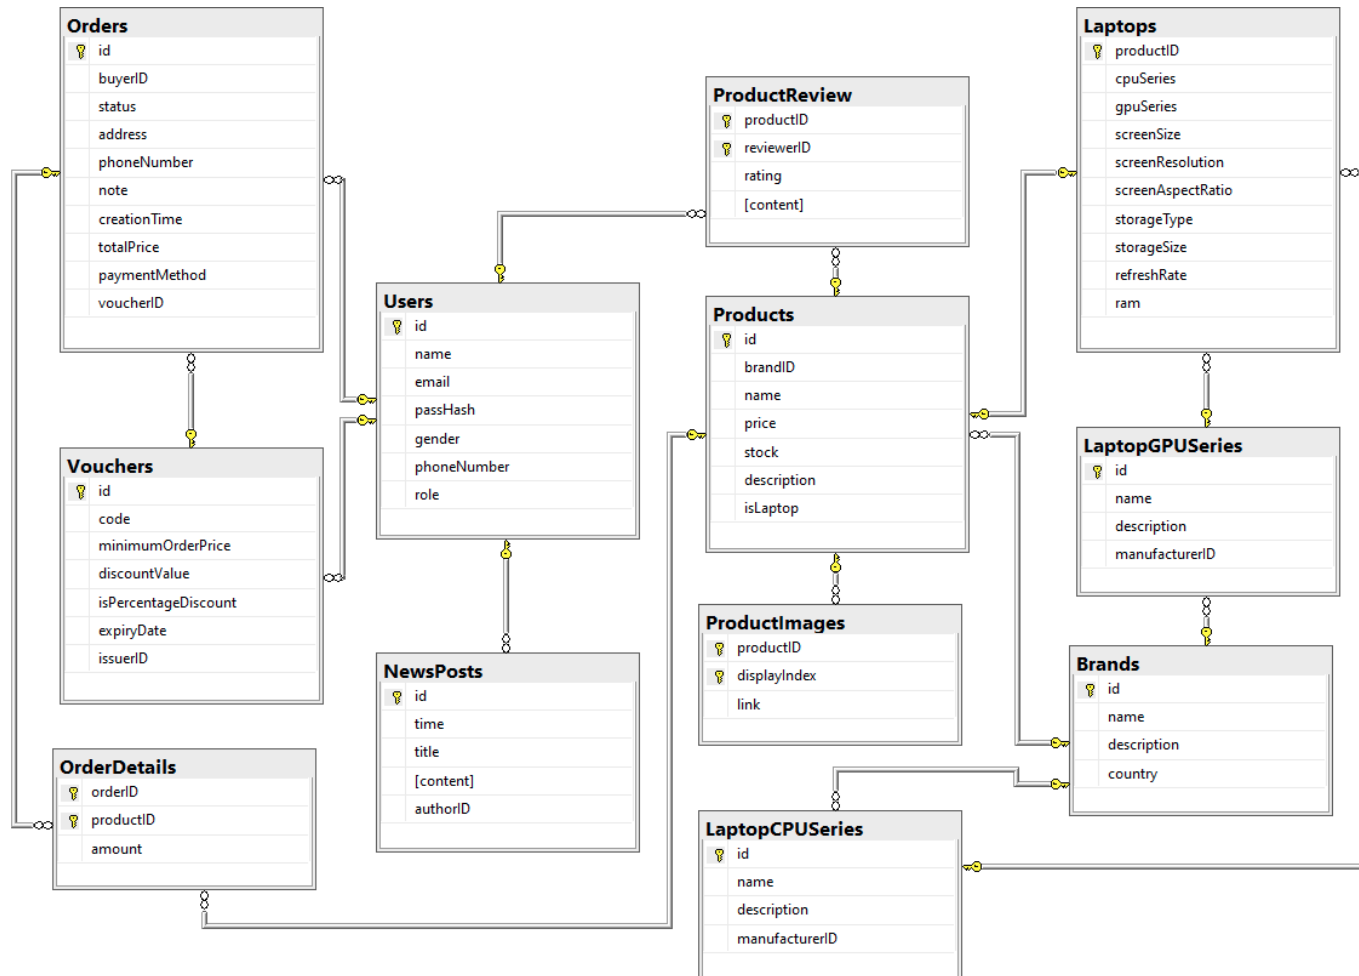 Orders
id
buyerID
status
address
phoneNumber
note
creationTime
totalPrice
paymentMethod
voucherID
Vouchers
id
code
minimumOrderPrice
discountValue
isPercentageDiscount
expiryDate
issuerID
OrderDetails
orderID
productID
amount
Users
id
name
email
passHash
gender
phoneNumber
role
NewsPosts
id
time
title
[content]
authorID
ProductReview
productID
reviewerID
rating
[content]
Products
id
brandID
name
price
stock
description
isLaptop
ProductImages
productID
displayIndex
link
LaptopCPUSeries
id
name
description
manufacturerID
Laptops
productID
cpuSeries
gpuSeries
screenSize
screenResolution
screenAspectRatio
storageType
storageSize
refreshRate
ram
LaptopGPUSeries
id
name
description
manufacturerID
Brands
id
name
description
country